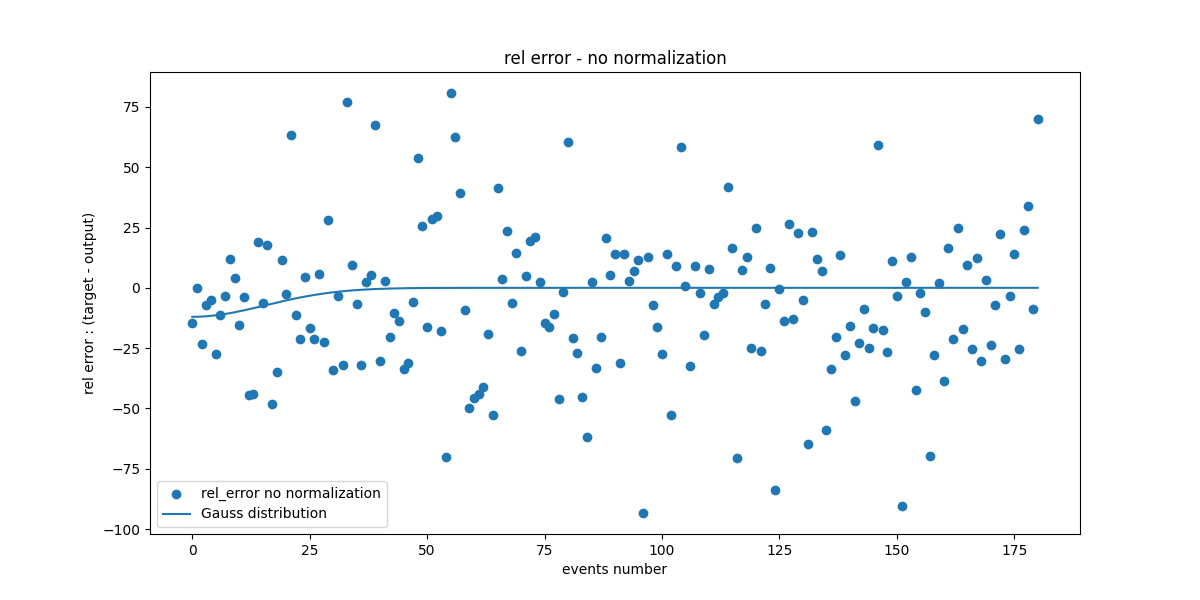 rel error - no normalization
rel error : (target - output)
75
50
25
0
−25
−50
−75
−100
rel_error no normalization
Gauss distribution
0 25 50 75 100 125 150 175
events number